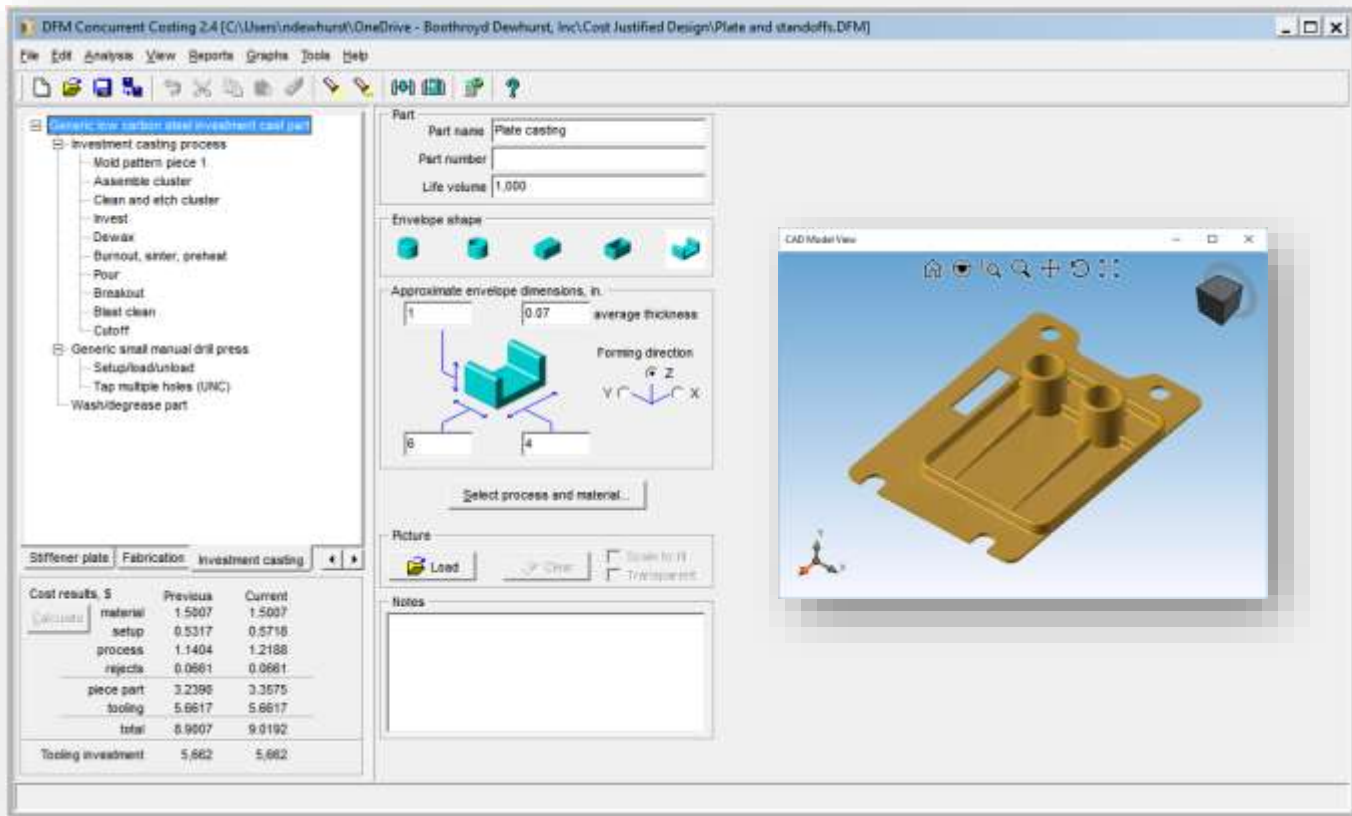 DFM Concurrent Costing 2.4 [C:\Users\ndewhurst\OneDrive - Boothroyd Dewhurst, Inc\Cost Justified Design\Plate and standoffs.DFM]
File Edit Analysis View Reports Graphs Tools Help
Generic low carbon steel investment cast part
Investment casting process
Mold pattern piece 1
Assemble cluster
Clean and etch cluster
Invest
Dewax
Burnout, sinter, preheat
Pour
Breakout
Blast clean
Cutoff
Generic small manual drill press
Setup/load/unload
Tap multiple holes (UNC)
Wash/degrease part
Stiffener plate Fabrication Investment casting
Cost results, $ Previous Current
Calculate material 1.5007 1.5007
setup 0.5317 0.5718
process 1.1404 1.2188
rejects 0.0661 0.0661
piece part 3.2390 3.3575
tooling 5.6617 5.6617
total 8.9007 9.0192
Tooling investment 5,662 5,662
Part
Part name Plate casting
Part number
Life volume 1,000
Envelope shape
Approximate envelope dimensions, in.
1 0.07 average thickness
Forming direction
Z
Y X
6 4
Select process and material...
Picture
Load Clear Scale to fit
Transparent
Notes
CAD Model View
Y
X